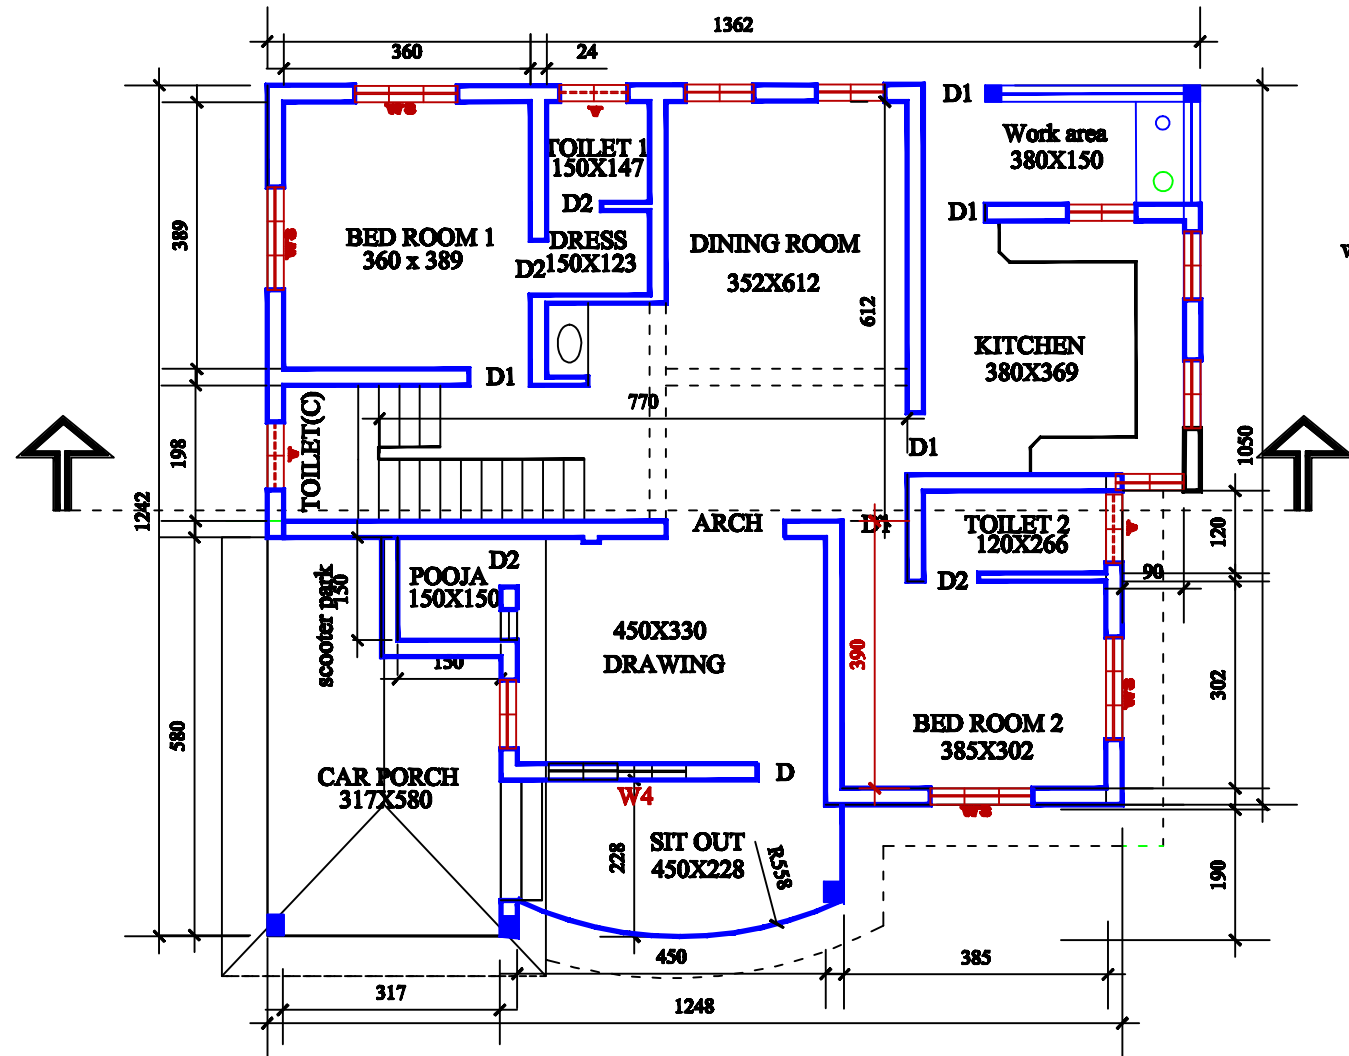 1362
360
24
D1
Work area
380X150
TOILET 1
150X147
D2
D1
389
BED ROOM 1
360 x 389
DRESS
150X123
D2
DINING ROOM
352X612
612
KITCHEN
380X369
D1
770
TOILET(C)
198
1242
1050
D1
ARCH
D1
TOILET 2
120X266
120
D2
90
D2
POOJA
150X150
150
scooter park
150
450X330
DRAWING
390
302
BED ROOM 2
385X302
580
CAR PORCH
317X580
D
W4
SIT OUT
450X228
228
R558
190
450
385
317
1248